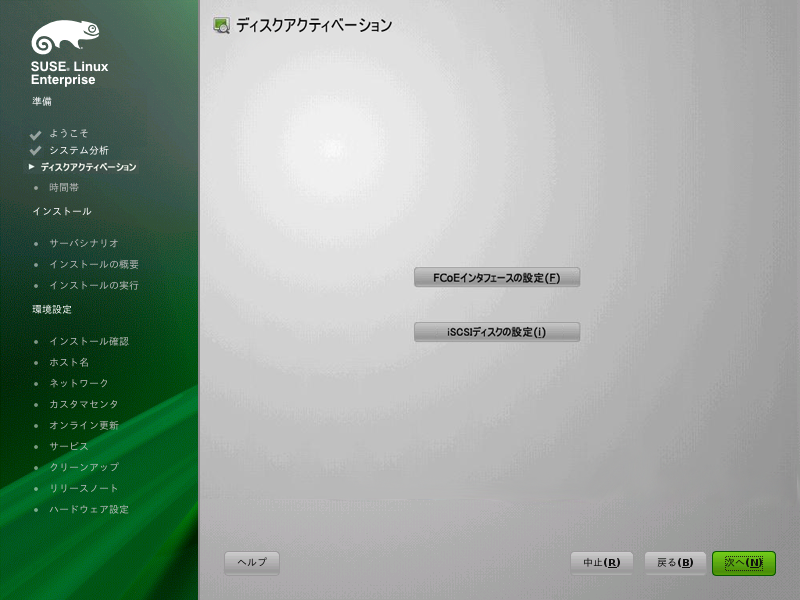 SUSE Linux
Enterprise
準備
ようこそ
システム分析
ディスクアクティベーション
時間帯
インストール
サーバシナリオ
インストールの概要
インストールの実行
環境設定
インストール確認
ホスト名
ネットワーク
カスタマセンタ
オンライン更新
サービス
クリーンアップ
リリースノート
ハードウェア設定
ディスクアクティベーション
FCoEインタフェースの設定(F)
iSCSIディスクの設定(i)
ヘルプ
中止(R)
戻る(B)
次へ(N)